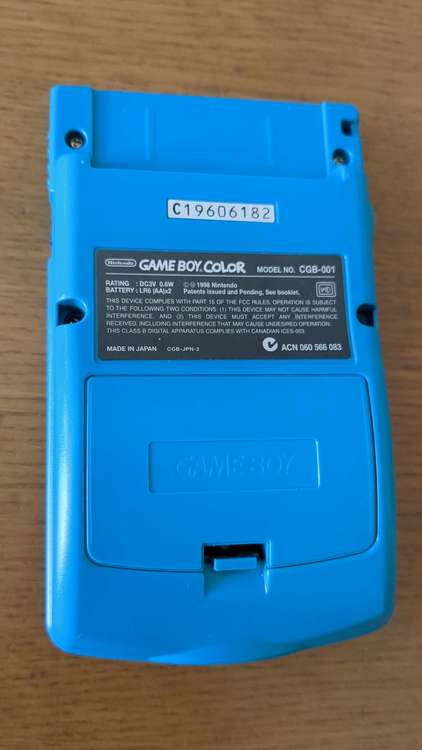 C19606182
Nintendo GAME BOY COLOR MODEL NO. CGB-001
RATING : DC3V 0.6W
BATTERY : LR6 (AA)x2
©® 1998 Nintendo
Patents issued and Pending, See booklet.
THIS DEVICE COMPLIES WITH PART 15 OF THE FCC RULES. OPERATION IS SUBJECT
TO THE FOLLOWING TWO CONDITIONS: (1) THIS DEVICE MAY NOT CAUSE HARMFUL
INTERFERENCE, AND (2) THIS DEVICE MUST ACCEPT ANY INTERFERENCE
RECEIVED, INCLUDING INTERFERENCE THAT MAY CAUSE UNDESIRED OPERATION.
THIS CLASS B DIGITAL APPARATUS COMPLIES WITH CANADIAN ICES-003.
MADE IN JAPAN CGB-JPN-2 ACN 060 566 083
GAME BOY